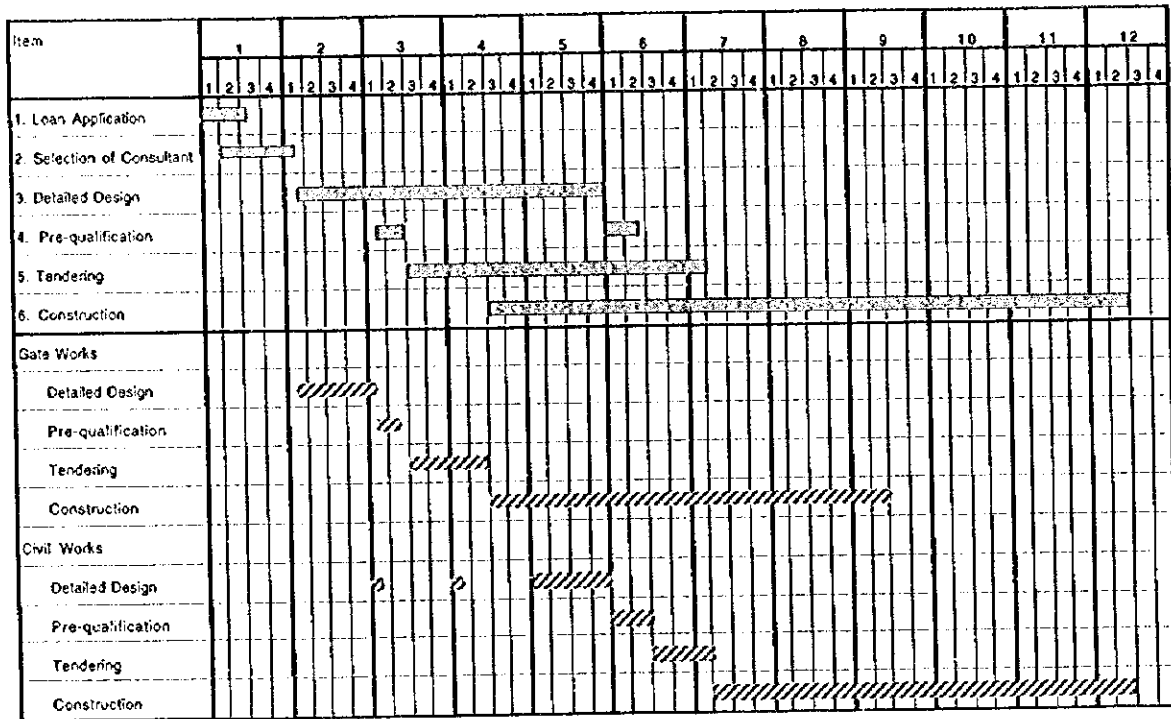 Item
1 2 3 4 5 6 7 8 9 10 11 12
1 2 3 4 1 2 3 4 1 2 3 4 1 2 3 4 1 2 3 4 1 2 3 4 1 2 3 4 1 2 3 4 1 2 3 4 1 2 3 4 1 2 3 4 1 2 3 4
1. Loan Application
2. Selection of Consultant
3. Detailed Design
4. Pre-qualification
5. Tendering
6. Construction
Gate Works
Detailed Design
Pre-qualification
Tendering
Construction
Civil Works
Detailed Design
Pre-qualification
Tendering
Construction